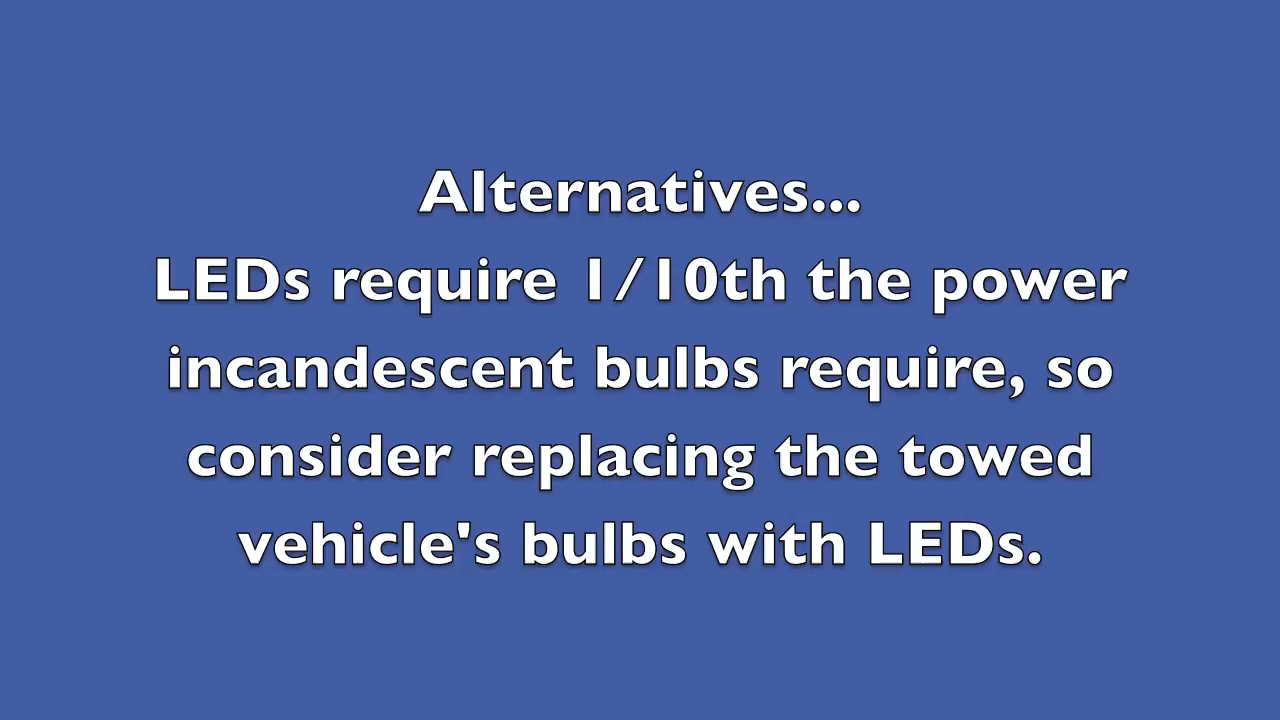 Alternatives...
LEDs require 1/10th the power
incandescent bulbs require, so
consider replacing the towed
vehicle's bulbs with LEDs.